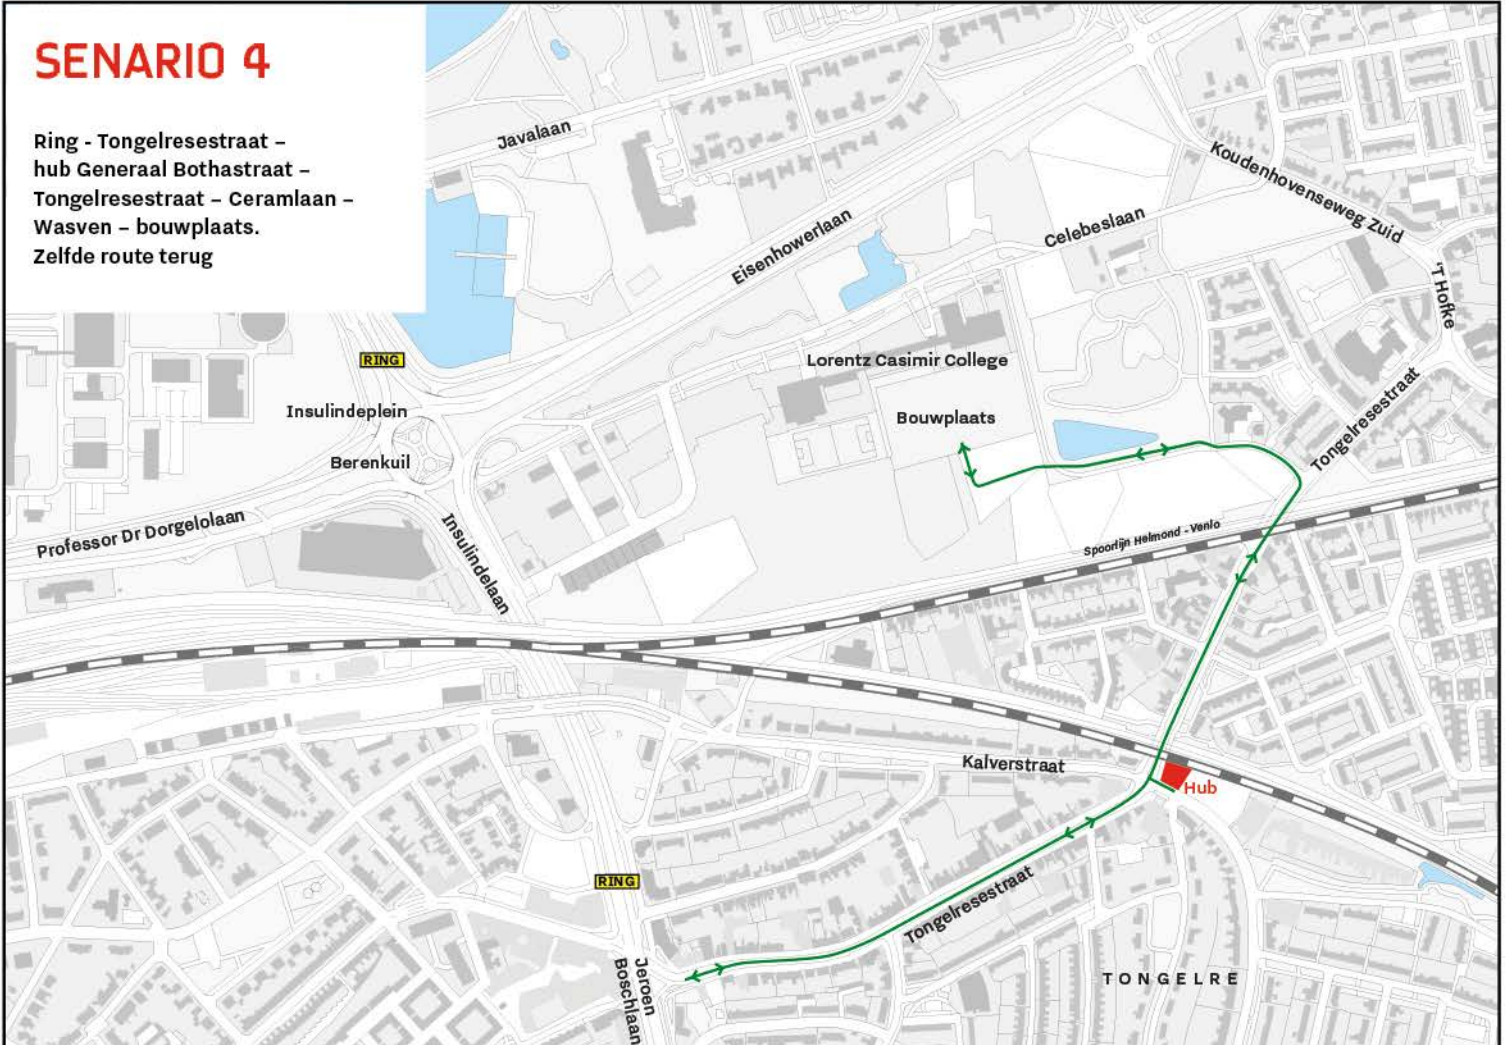 SENARIO 4
Ring - Tongelresestraat –
hub Generaal Bothastraat –
Tongelresestraat – Ceramlaan –
Wasven – bouwplaats.
Zelfde route terug
Javalaan
Koudenhovenseweg Zuid
Eisenhowerlaan
Celebeslaan
'T Hofke
RING
Lorentz Casimir College
Insulindeplein
Bouwplaats
Tongelresestraat
Berenkuil
Professor Dr Dorgelolaan
Insulindelaan
Spoorlijn Helmond - Venlo
Kalverstraat
Hub
RING
Tongelresestraat
Jeroen
Boschlaan
TONGELRE